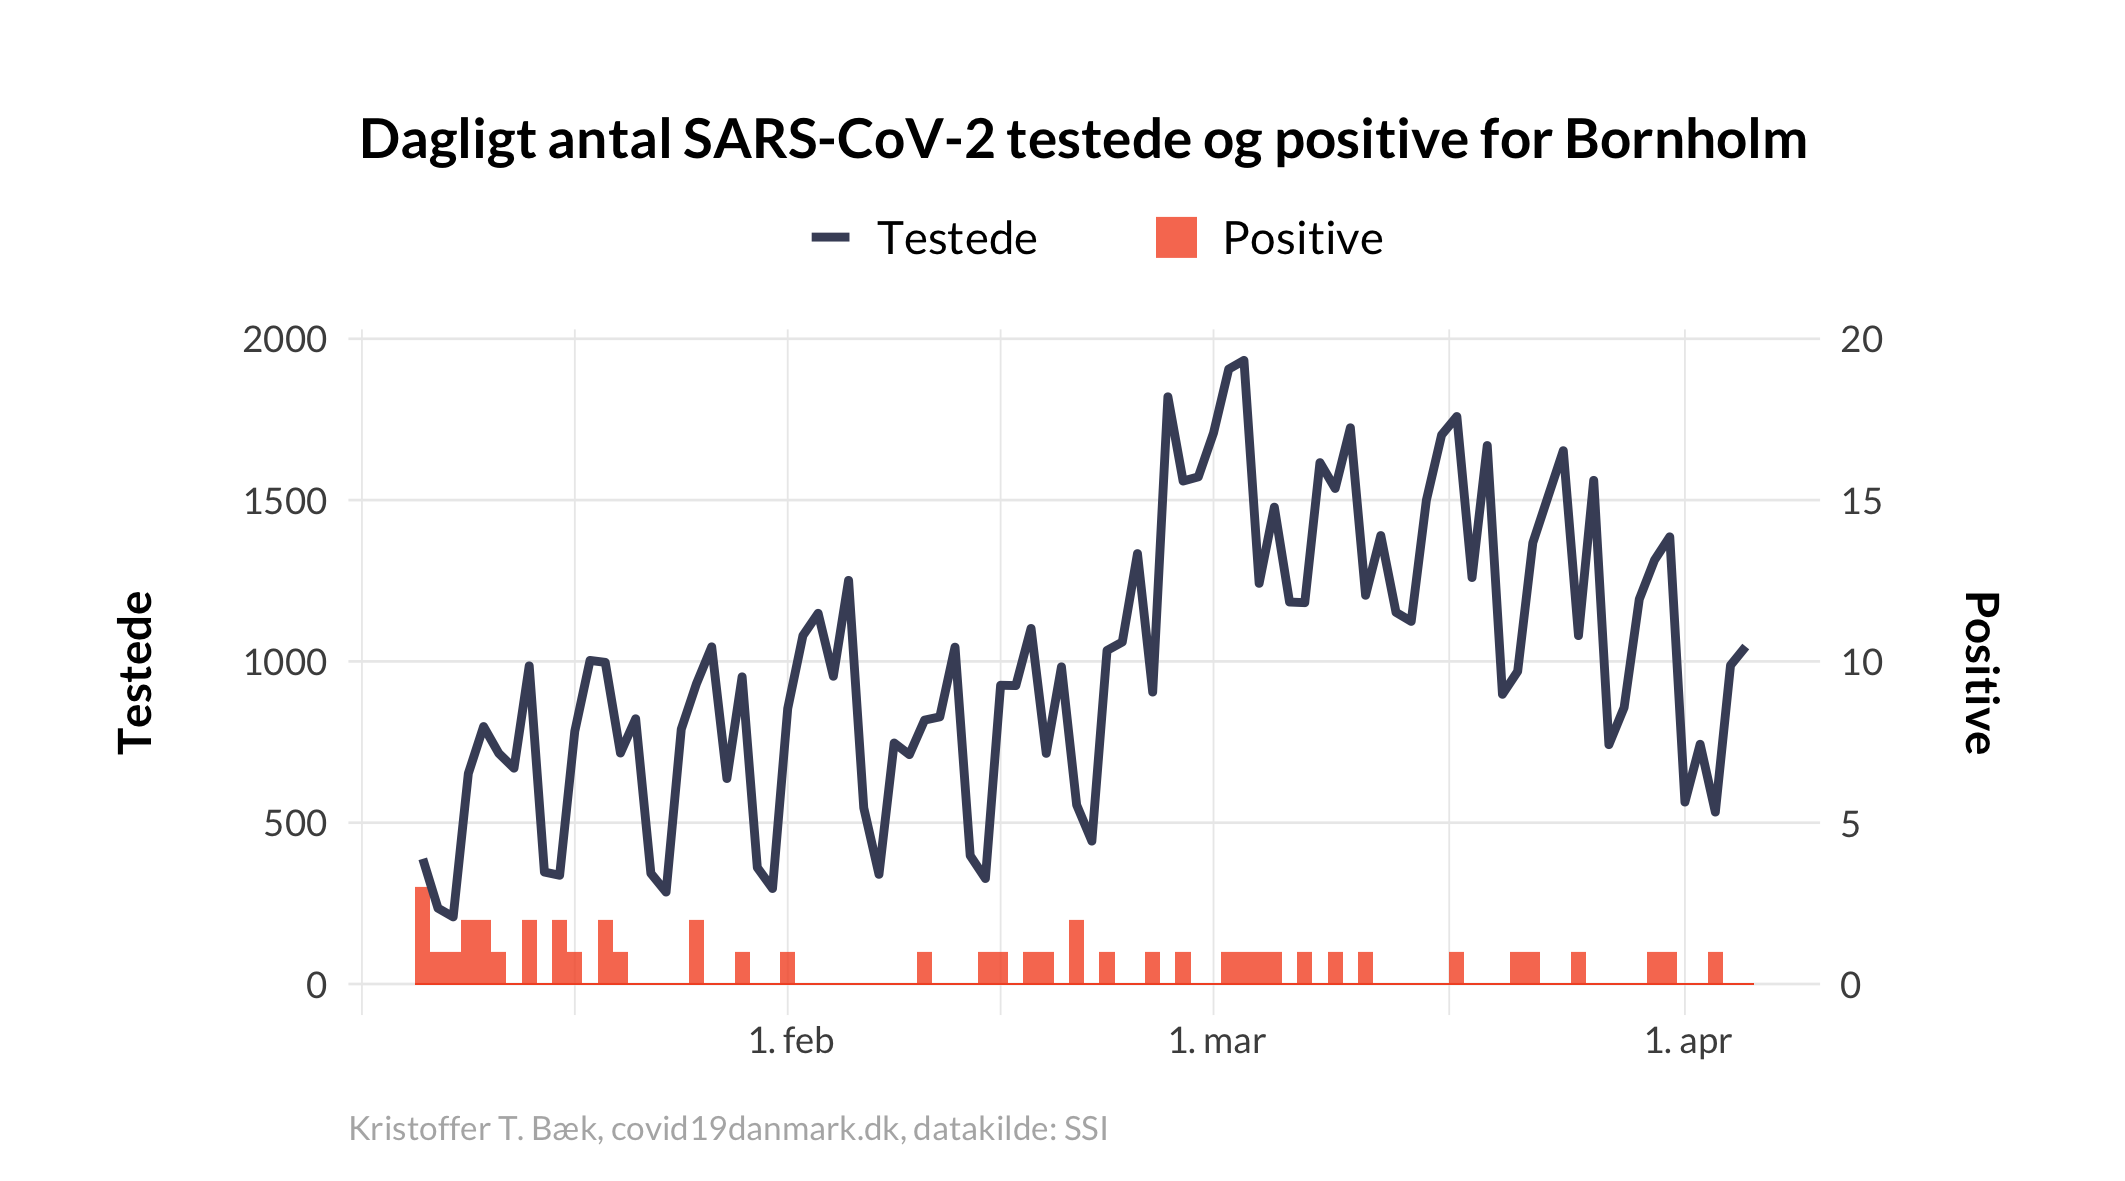 Dagligt antal SARS-CoV-2 testede og positive for Bornholm
Testede Positive
2000 20
1500 15
1000 10
500 5
0 0
Testede
Positive
1. feb 1. mar 1. apr
Kristoffer T. Bæk, covid19danmark.dk, datakilde: SSI